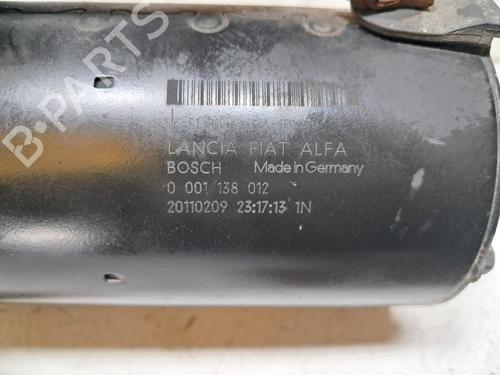 B-PARTS
LANCIA FIAT ALFA
BOSCH Made in Germany
0 001 138 012
20110209 23:17:13 1N